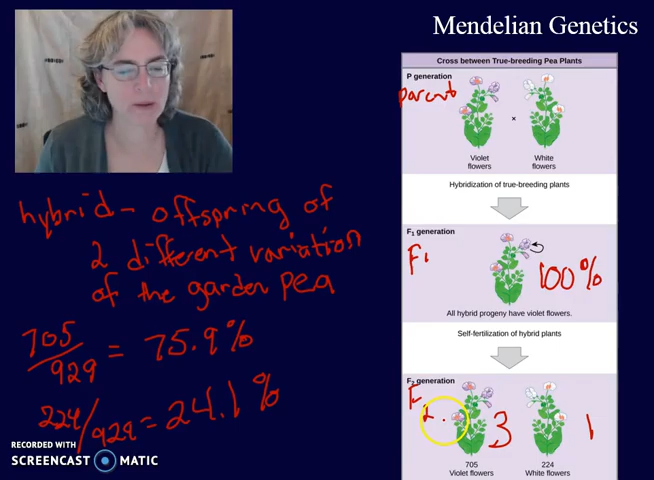 Mendelian Genetics
Cross between True-breeding Pea Plants
P generation
parent
×
Violet flowers
White flowers
Hybridization of true-breeding plants
F1 generation
F1
100%
All hybrid progeny have violet flowers.
Self-fertilization of hybrid plants
F2 generation
F2
3
1
705
Violet flowers
224
White flowers
hybrid - offspring of
2 different variation
of the garden pea
705/929 = 75.9%
224/929 = 24.1%
RECORDED WITH
SCREENCAST MATIC